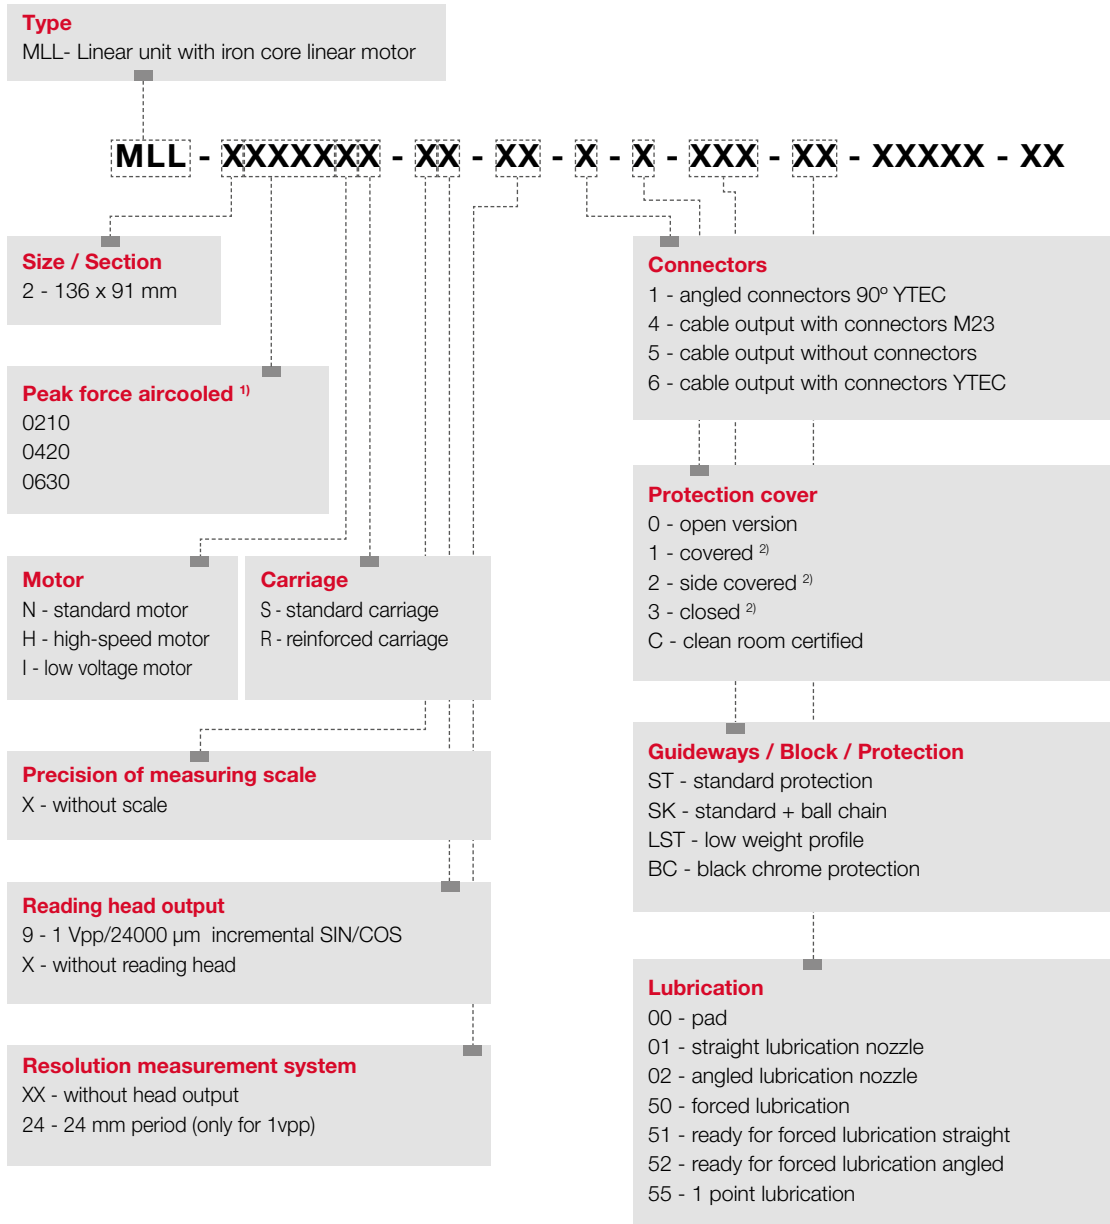 Type
MLL- Linear unit with iron core linear motor
MLL - XXXXXXX - XX - XX - X - X - XXX - XX - XXXXX - XX
Size / Section
2 - 136 x 91 mm
Peak force aircooled 1)
0210
0420
0630
Motor
N - standard motor
H - high-speed motor
I - low voltage motor
Carriage
S - standard carriage
R - reinforced carriage
Precision of measuring scale
X - without scale
Reading head output
9 - 1 Vpp/24000 µm incremental SIN/COS
X - without reading head
Resolution measurement system
XX - without head output
24 - 24 mm period (only for 1vpp)
Connectors
1 - angled connectors 90º YTEC
4 - cable output with connectors M23
5 - cable output without connectors
6 - cable output with connectors YTEC
Protection cover
0 - open version
1 - covered 2)
2 - side covered 2)
3 - closed 2)
C - clean room certified
Guideways / Block / Protection
ST - standard protection
SK - standard + ball chain
LST - low weight profile
BC - black chrome protection
Lubrication
00 - pad
01 - straight lubrication nozzle
02 - angled lubrication nozzle
50 - forced lubrication
51 - ready for forced lubrication straight
52 - ready for forced lubrication angled
55 - 1 point lubrication